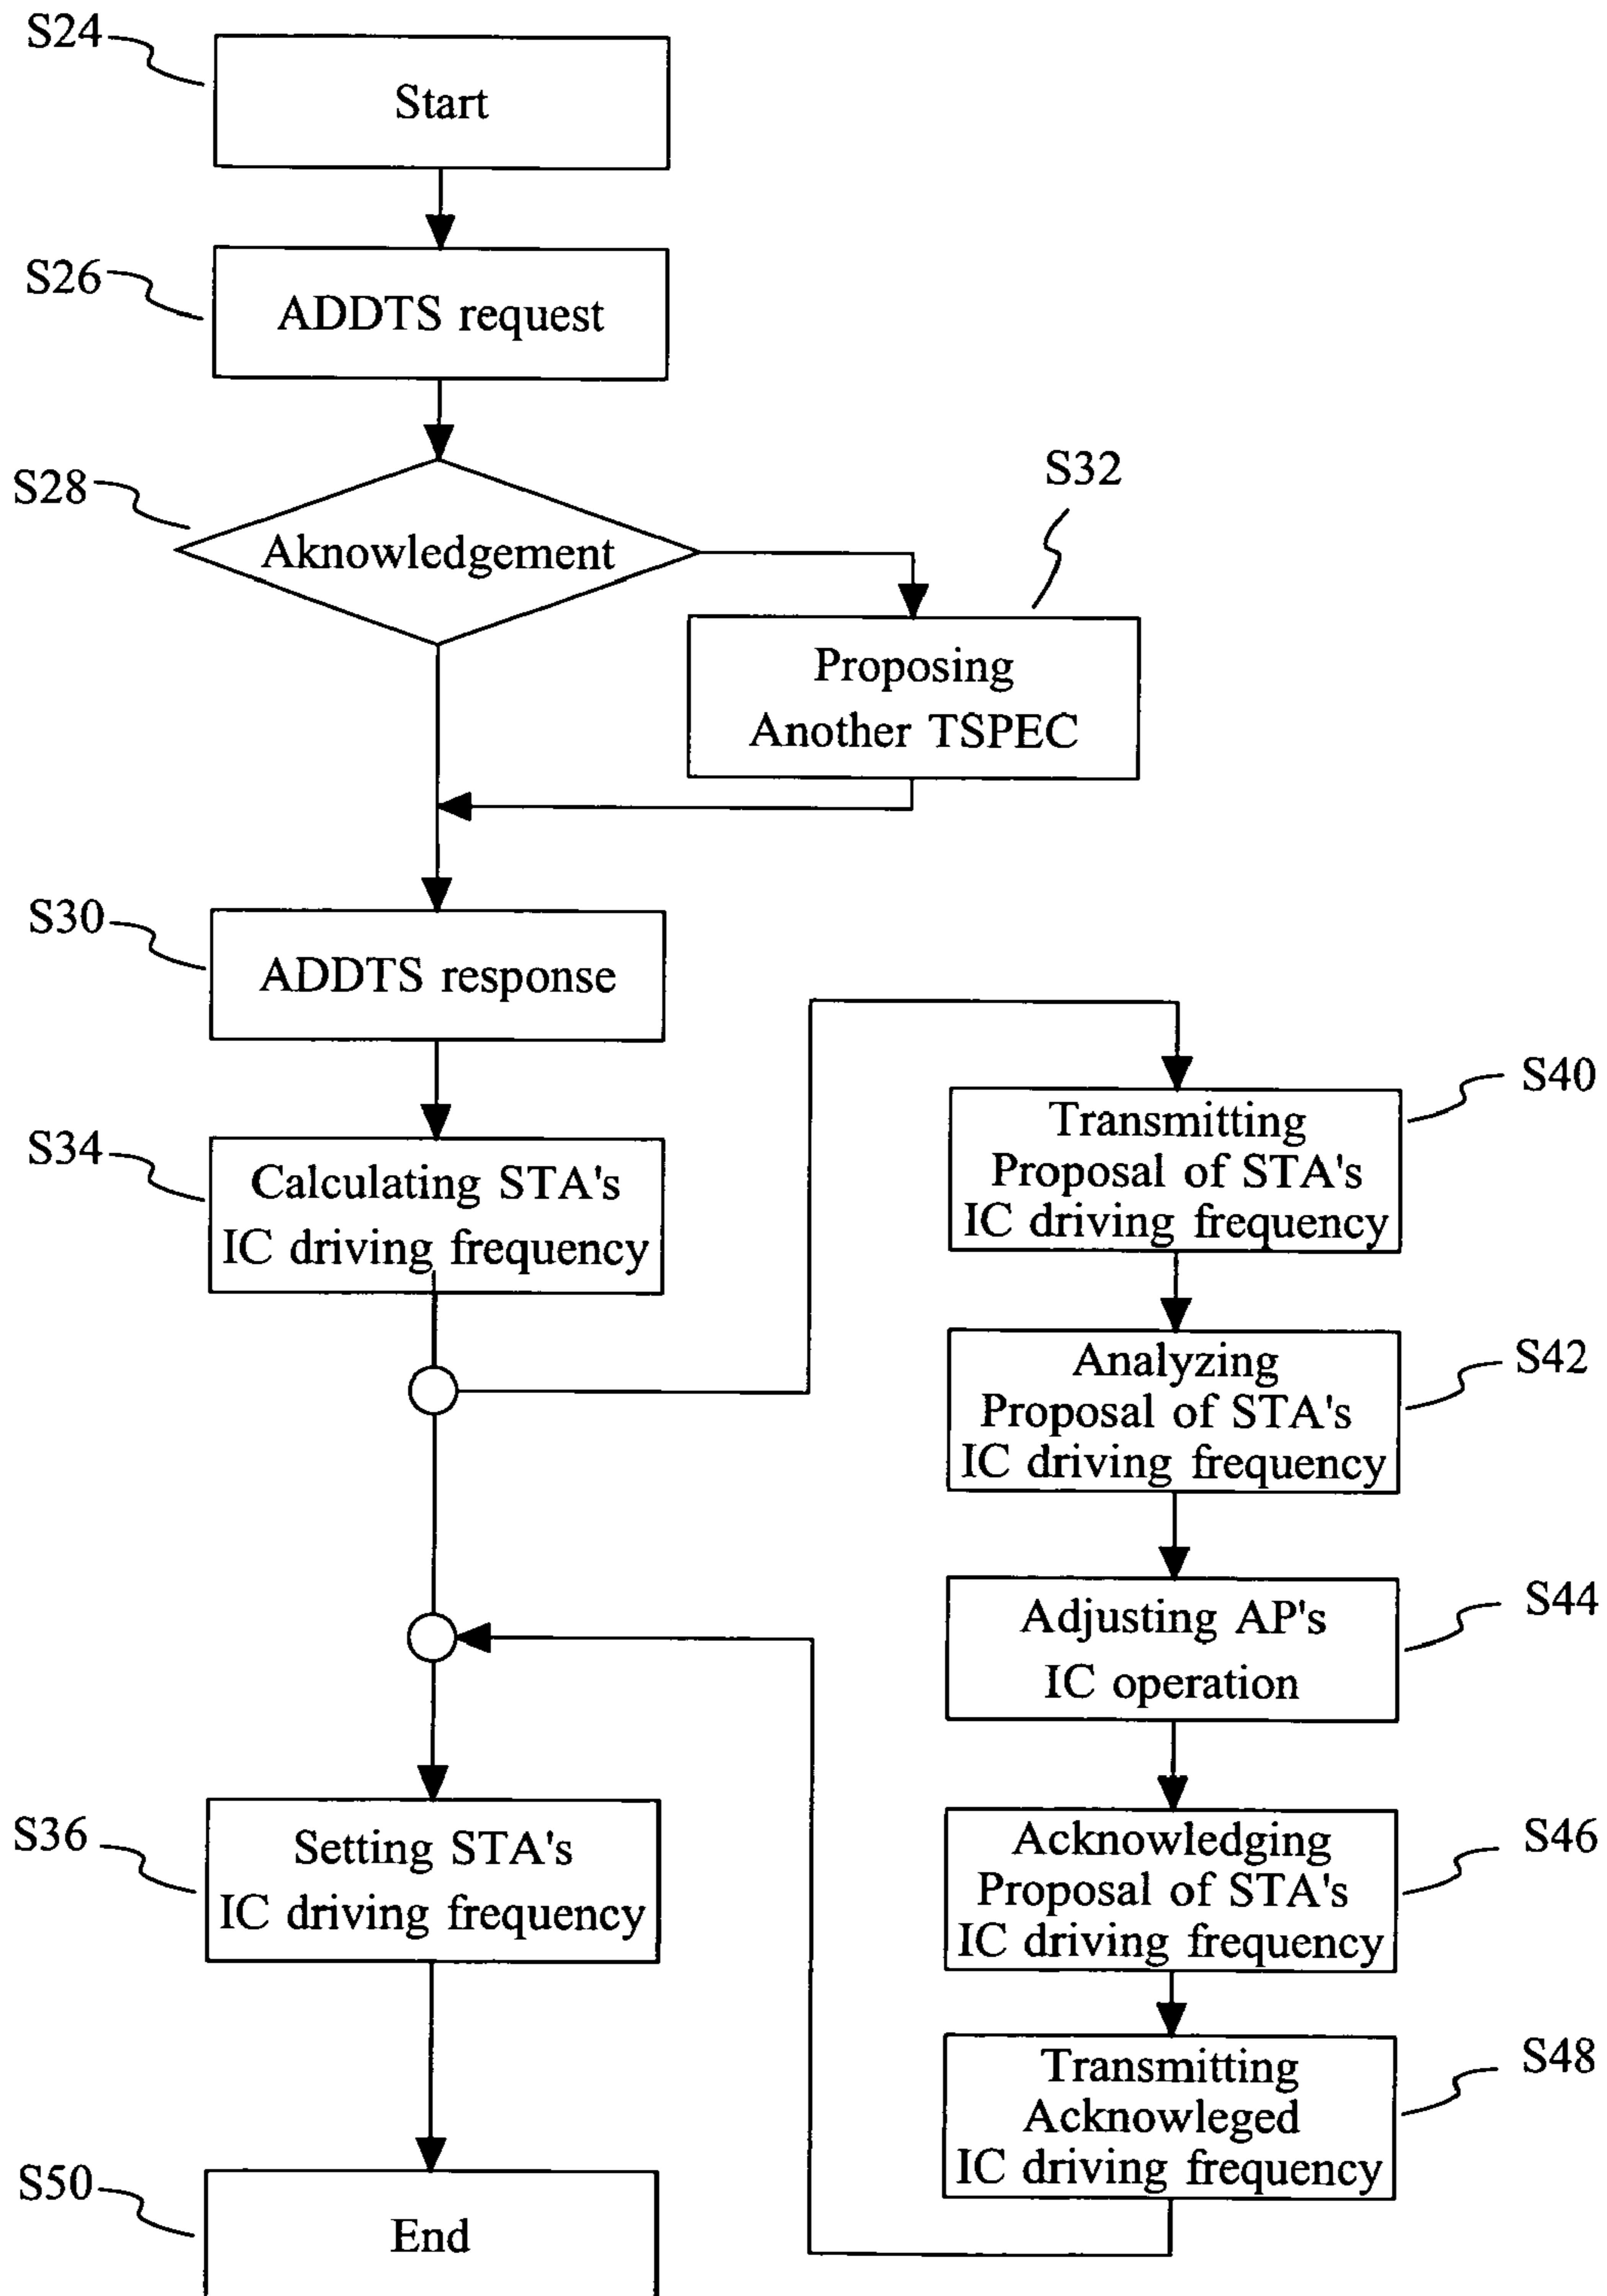 S24
Start
S26
ADDTS request
S28
Aknowledgement
S32
Proposing
Another TSPEC
S30
ADDTS response
S34
Calculating STA's
IC driving frequency
S40
Transmitting
Proposal of STA's
IC driving frequency
S42
Analyzing
Proposal of STA's
IC driving frequency
S44
Adjusting AP's
IC operation
S46
Acknowledging
Proposal of STA's
IC driving frequency
S48
Transmitting
Acknowleged
IC driving frequency
S36
Setting STA's
IC driving frequency
S50
End